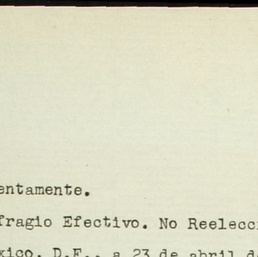 entamente.
fragio Efectivo. No Reelecc
xico, D.F., a 23 de abril d